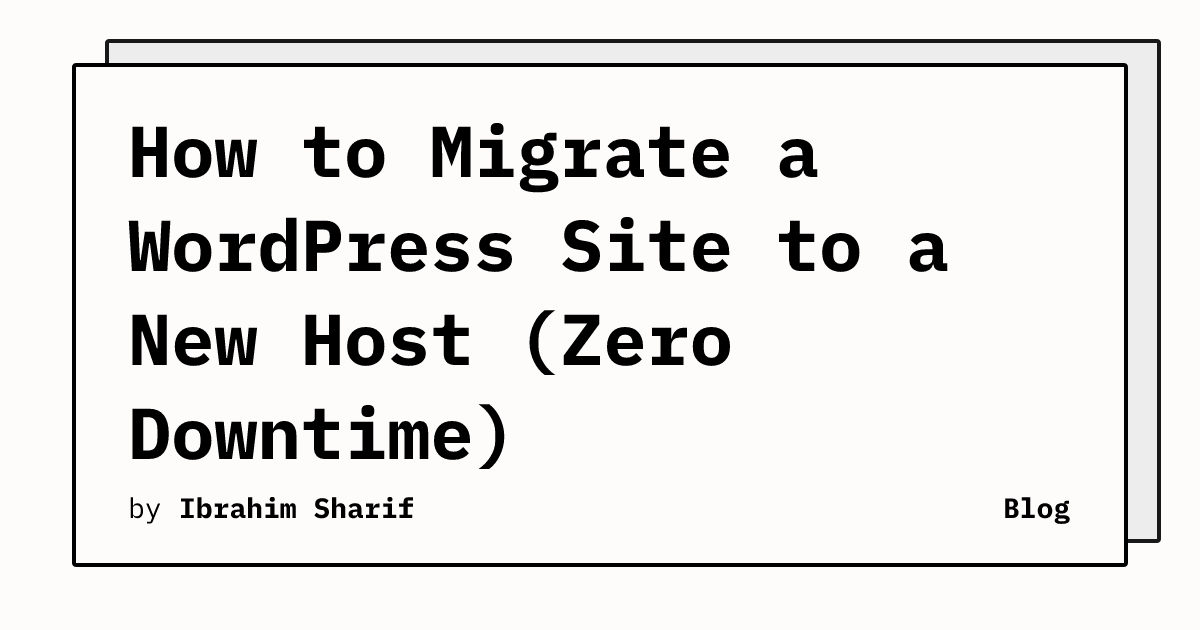 How to Migrate a
WordPress Site to a
New Host (Zero
Downtime)
by Ibrahim Sharif
Blog